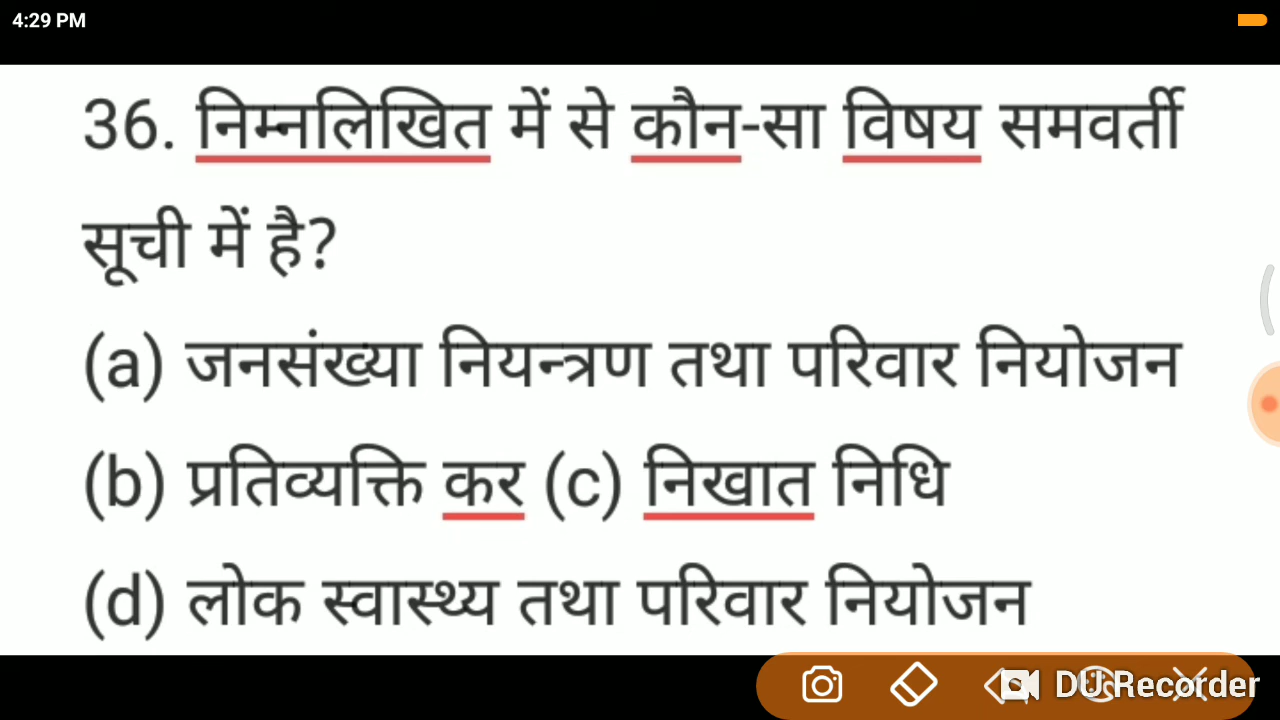 4:29 PM
36. निम्नलिखित में से कौन-सा विषय समवर्ती
सूची में है?
(a) जनसंख्या नियन्त्रण तथा परिवार नियोजन
(b) प्रतिव्यक्ति कर (c) निखात निधि
(d) लोक स्वास्थ्य तथा परिवार नियोजन
DU Recorder